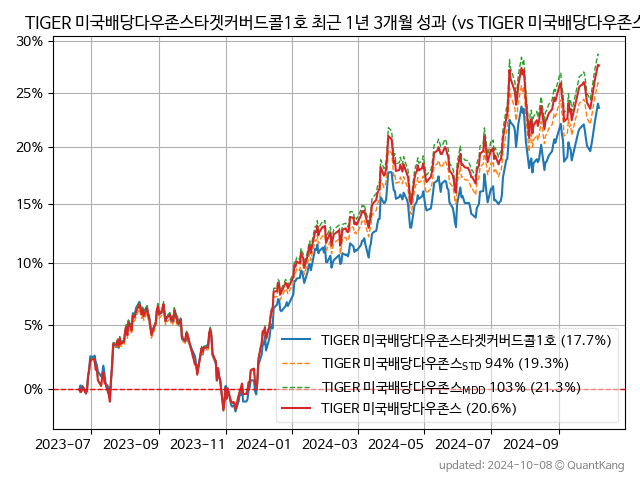 TIGER 미국배당다우존스타겟커버드콜1호 최근 1년 3개월 성과 (vs TIGER 미국배당다우존스
30%
25%
20%
15%
10%
5%
0%
TIGER 미국배당다우존스타겟커버드콜1호 (17.7%)
TIGER 미국배당다우존스STD 94% (19.3%)
TIGER 미국배당다우존스MDD 103% (21.3%)
TIGER 미국배당다우존스 (20.6%)
2023-07 2023-09 2023-11 2024-01 2024-03 2024-05 2024-07 2024-09
updated: 2024-10-08 © QuantKang